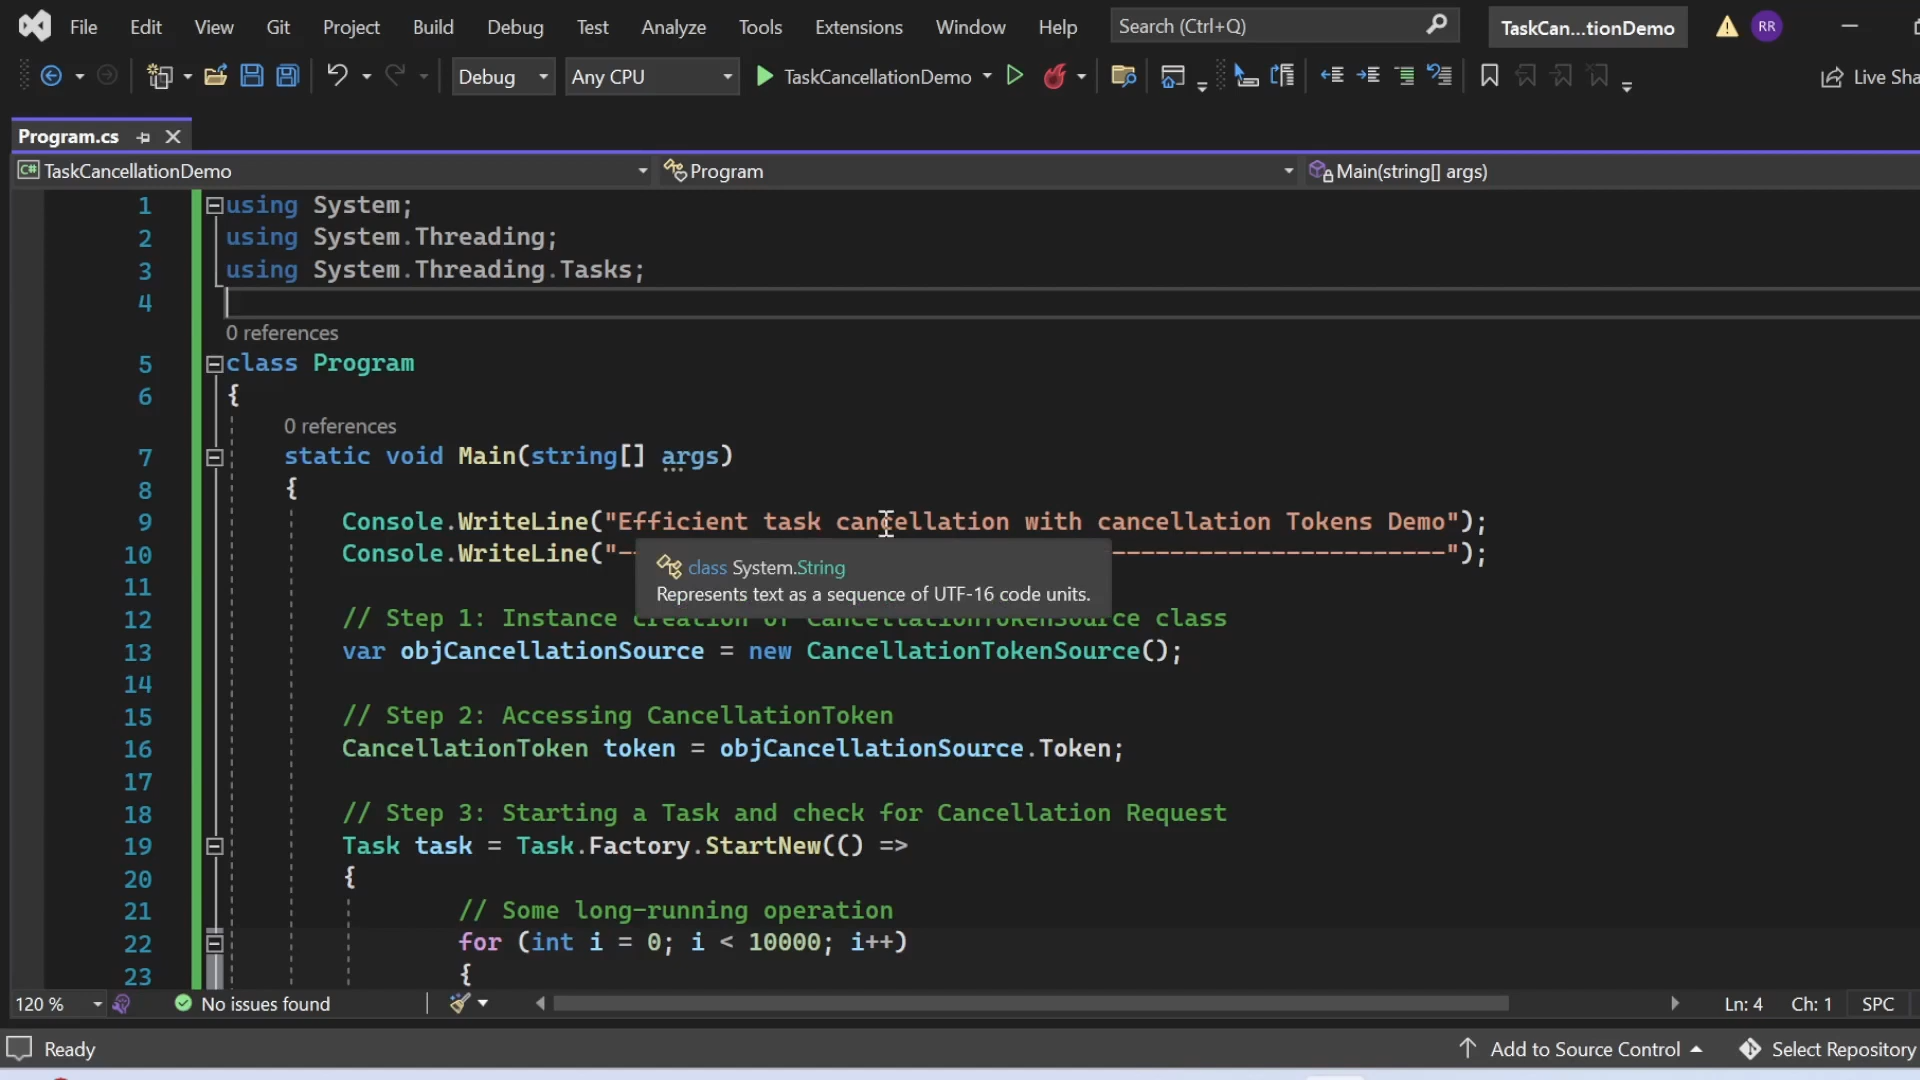 File Edit View Git Project Build Debug Test Analyze Tools Extensions Window Help Search (Ctrl+Q) TaskCan...tionDemo RR
Debug Any CPU TaskCancellationDemo Live Sha
Program.cs
C# TaskCancellationDemo Program Main(string[] args)
1 using System;
2 using System.Threading;
3 using System.Threading.Tasks;
4
0 references
5 class Program
6 {
0 references
7 static void Main(string[] args)
8 {
9 Console.WriteLine("Efficient task cancellation with cancellation Tokens Demo");
10 Console.WriteLine("-----------------------------------------");
class System.String
Represents text as a sequence of UTF-16 code units.
11
12 // Step 1: Instance creation of CancellationTokenSource class
13 var objCancellationSource = new CancellationTokenSource();
14
15 // Step 2: Accessing CancellationToken
16 CancellationToken token = objCancellationSource.Token;
17
18 // Step 3: Starting a Task and check for Cancellation Request
19 Task task = Task.Factory.StartNew(() =>
20 {
21 // Some long-running operation
22 for (int i = 0; i < 10000; i++)
23 {
120 % No issues found Ln: 4 Ch: 1 SPC
Ready Add to Source Control Select Repository